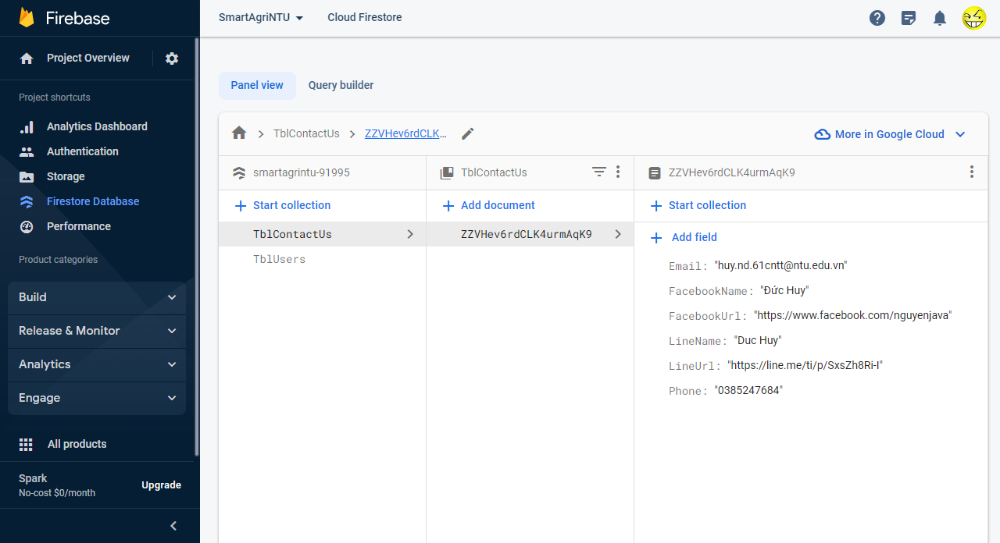 Firebase
SmartAgriNTU
Cloud Firestore
Project Overview
Project shortcuts
Analytics Dashboard
Authentication
Storage
Firestore Database
Performance
Product categories
Build
Release & Monitor
Analytics
Engage
All products
Spark
No-cost $0/month
Upgrade
Panel view
Query builder
TblContactUs
ZZVHev6rdCLK...
More in Google Cloud
smartagrintu-91995
Start collection
TblContactUs
TblUsers
TblContactUs
Add document
ZZVHev6rdCLK4urmAqK9
ZZVHev6rdCLK4urmAqK9
Start collection
Add field
Email: "huy.nd.61cntt@ntu.edu.vn"
FacebookName: "Đức Huy"
FacebookUrl: "https://www.facebook.com/nguyenjava"
LineName: "Duc Huy"
LineUrl: "https://line.me/ti/p/SxsZh8Ri-I"
Phone: "0385247684"